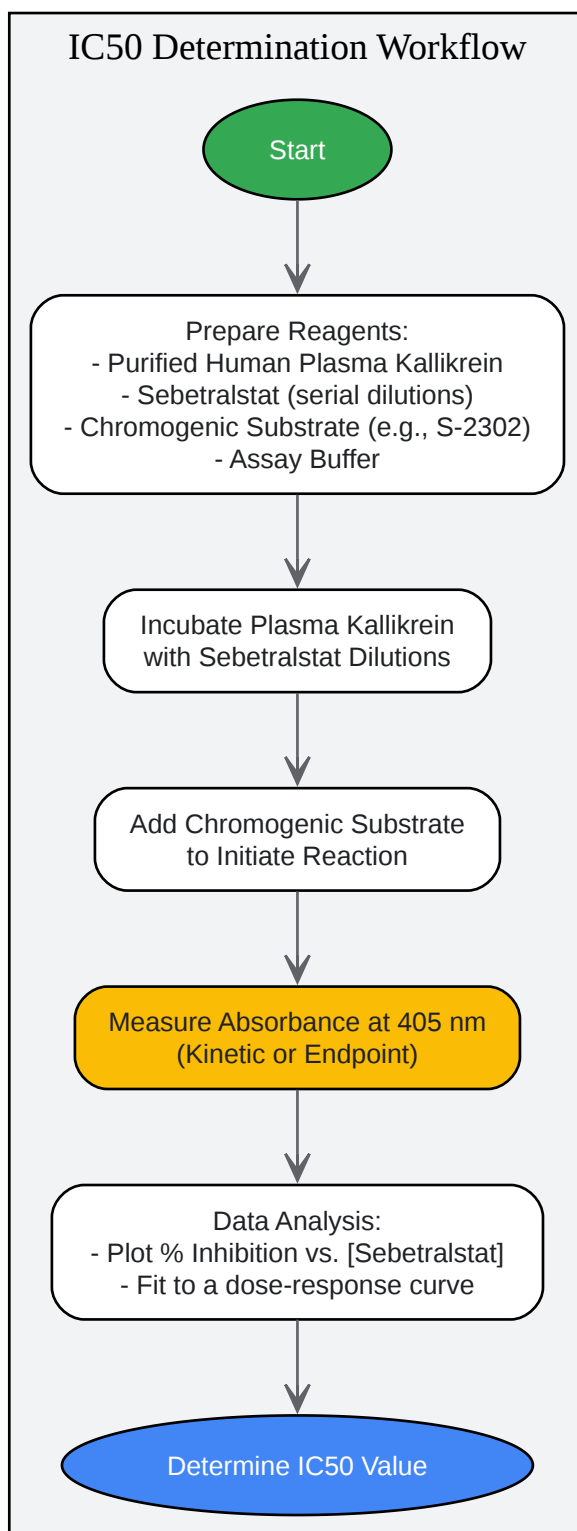 IC50 Determination Workflow
Start
Prepare Reagents:
- Purified Human Plasma Kallikrein
- Sebetralstat (serial dilutions)
- Chromogenic Substrate (e.g., S-2302)
- Assay Buffer
Incubate Plasma Kallikrein
with Sebetralstat Dilutions
Add Chromogenic Substrate
to Initiate Reaction
Measure Absorbance at 405 nm
(Kinetic or Endpoint)
Data Analysis:
- Plot % Inhibition vs. [Sebetralstat]
- Fit to a dose-response curve
Determine IC50 Value